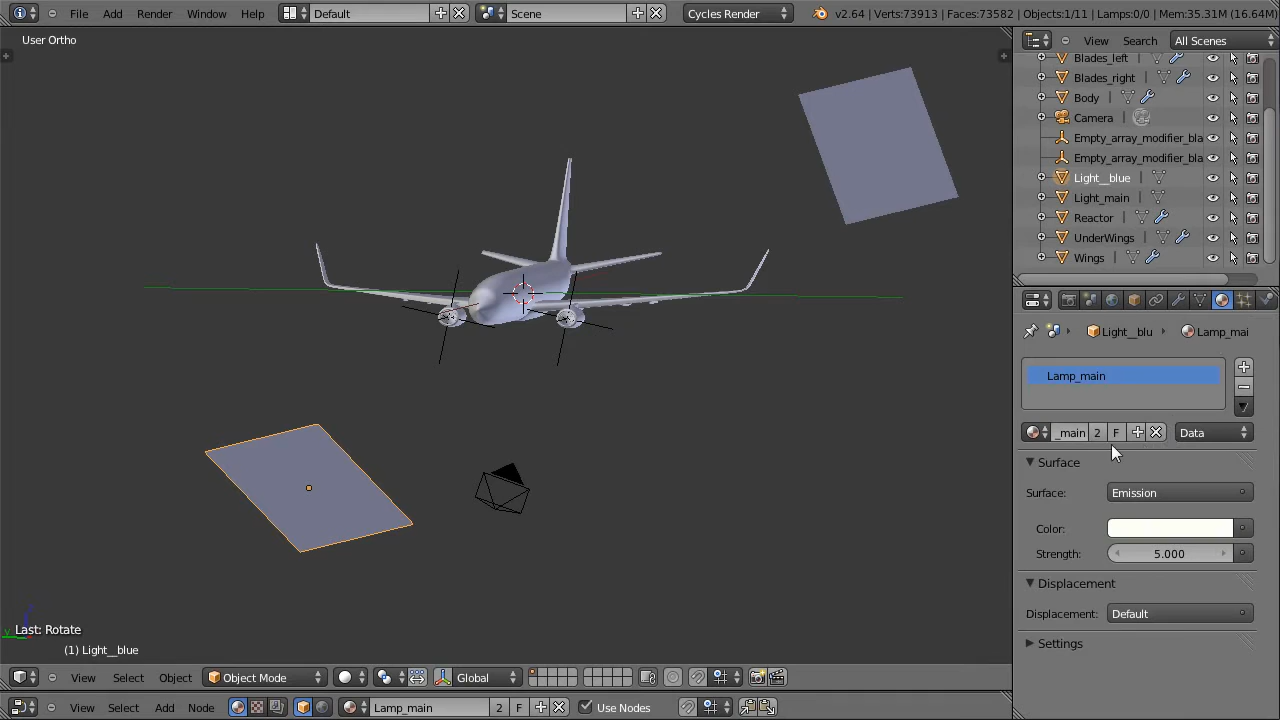 File Add Render Window Help Default Scene Cycles Render v2.64 | Verts:73913 | Faces:73582 | Objects:1/11 | Lamps:0/0 | Mem:35.31M (16.64M)
User Ortho
View Search All Scenes
Blades_left
Blades_right
Body
Camera
Empty_array_modifier_bla
Empty_array_modifier_bla
Light__blue
Light_main
Reactor
UnderWings
Wings
Light__blu Lamp_mai
Lamp_main
_main 2 F Data
Surface
Surface: Emission
Color:
Strength: 5.000
Displacement
Displacement: Default
Settings
y
Last: Rotate
(1) Light__blue
View Select Object Object Mode Global
View Select Add Node Lamp_main 2 F Use Nodes